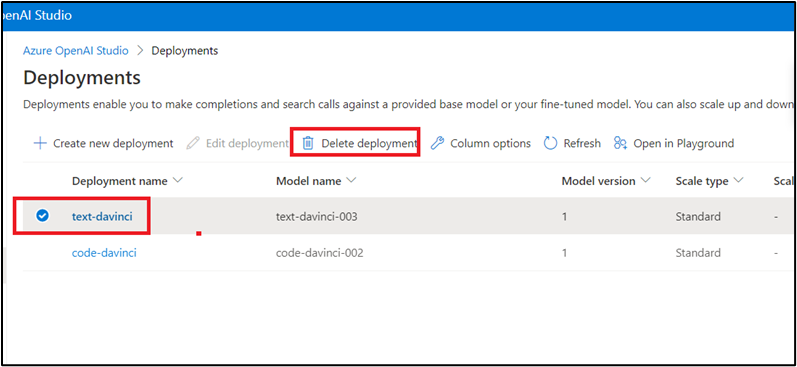 penAI Studio
Azure OpenAI Studio > Deployments
Deployments
Deployments enable you to make completions and search calls against a provided base model or your fine-tuned model. You can also scale up and down
Create new deployment Edit deployment Delete deployment Column options Refresh Open in Playground
Deployment name Model name Model version Scale type Scal
text-davinci text-davinci-003 1 Standard -
code-davinci code-davinci-002 1 Standard -